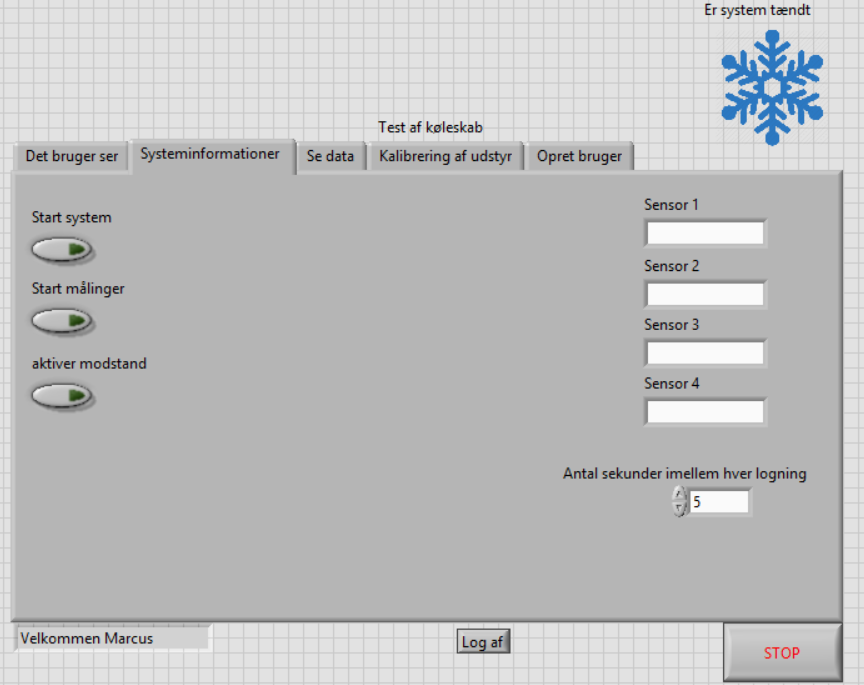 Er system tændt
Test af køleskab
Det bruger ser
Systeminformationer
Se data
Kalibrering af udstyr
Opret bruger
Start system
Start målinger
aktiver modstand
Sensor 1
Sensor 2
Sensor 3
Sensor 4
Antal sekunder imellem hver logning
5
Velkommen Marcus
Log af
STOP